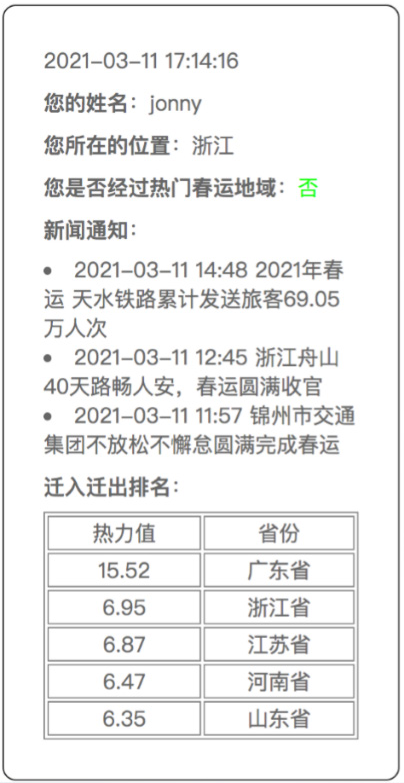 2021-03-11 17:14:16
您的姓名：jonny
您所在的位置：浙江
您是否经过热门春运地域：否
新闻通知：
• 2021-03-11 14:48 2021年春
运 天水铁路累计发送旅客69.05
万人次
• 2021-03-11 12:45 浙江舟山
40天路畅人安，春运圆满收官
• 2021-03-11 11:57 锦州市交通
集团不放松不懈怠圆满完成春运
迁入迁出排名：
热力值 省份
15.52 广东省
6.95 浙江省
6.87 江苏省
6.47 河南省
6.35 山东省